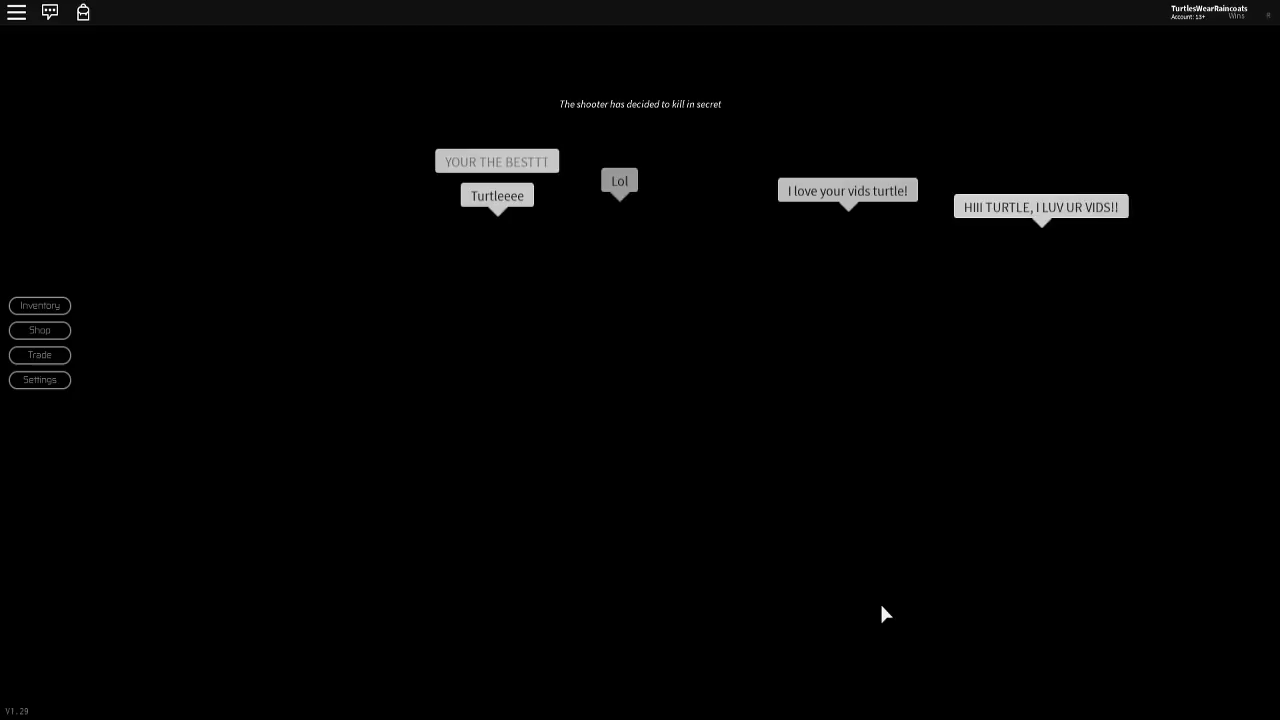 TurtlesWearRaincoats
Account: 13+
Wins
The shooter has decided to kill in secret
YOUR THE BESTTT
Turtleeee
Lol
I love your vids turtle!
HIII TURTLE, I LUV UR VIDS!!
Inventory
Shop
Trade
Settings
V1.29